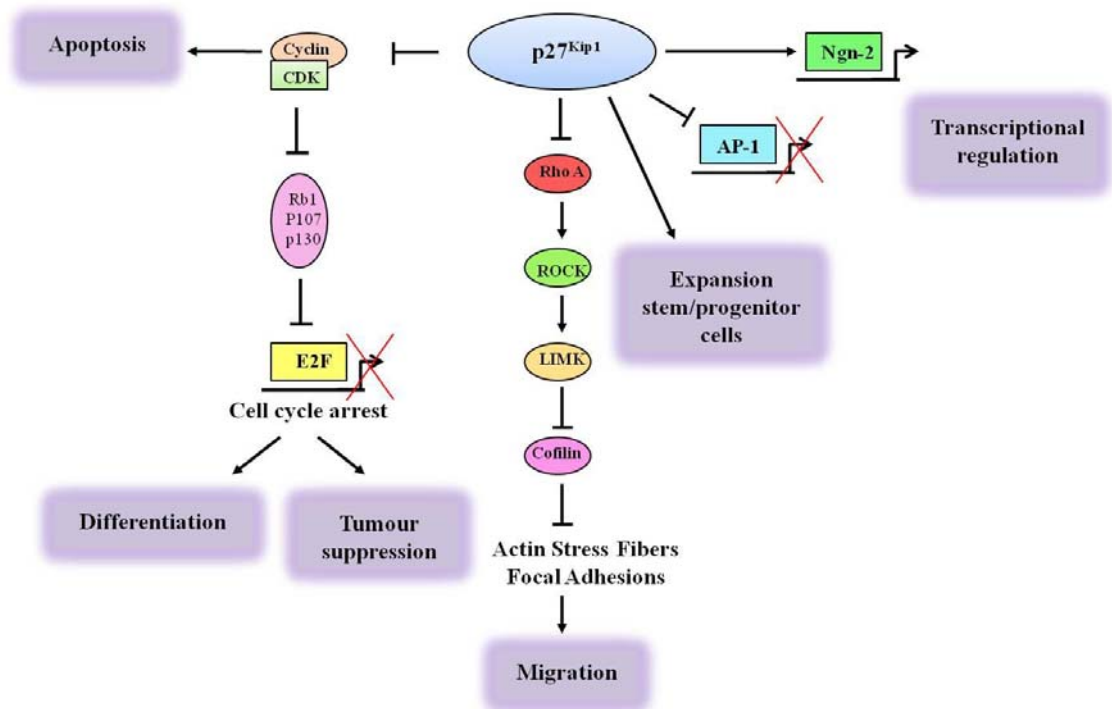 Apoptosis
Cyclin
CDK
p27Kip1
Ngn-2
AP-1
Transcriptional
regulation
Rho A
Rb1
P107
p130
ROCK
Expansion
stem/progenitor
cells
E2F
LIMK
Cell cycle arrest
Cofilin
Differentiation
Tumour
suppression
Actin Stress Fibers
Focal Adhesions
Migration